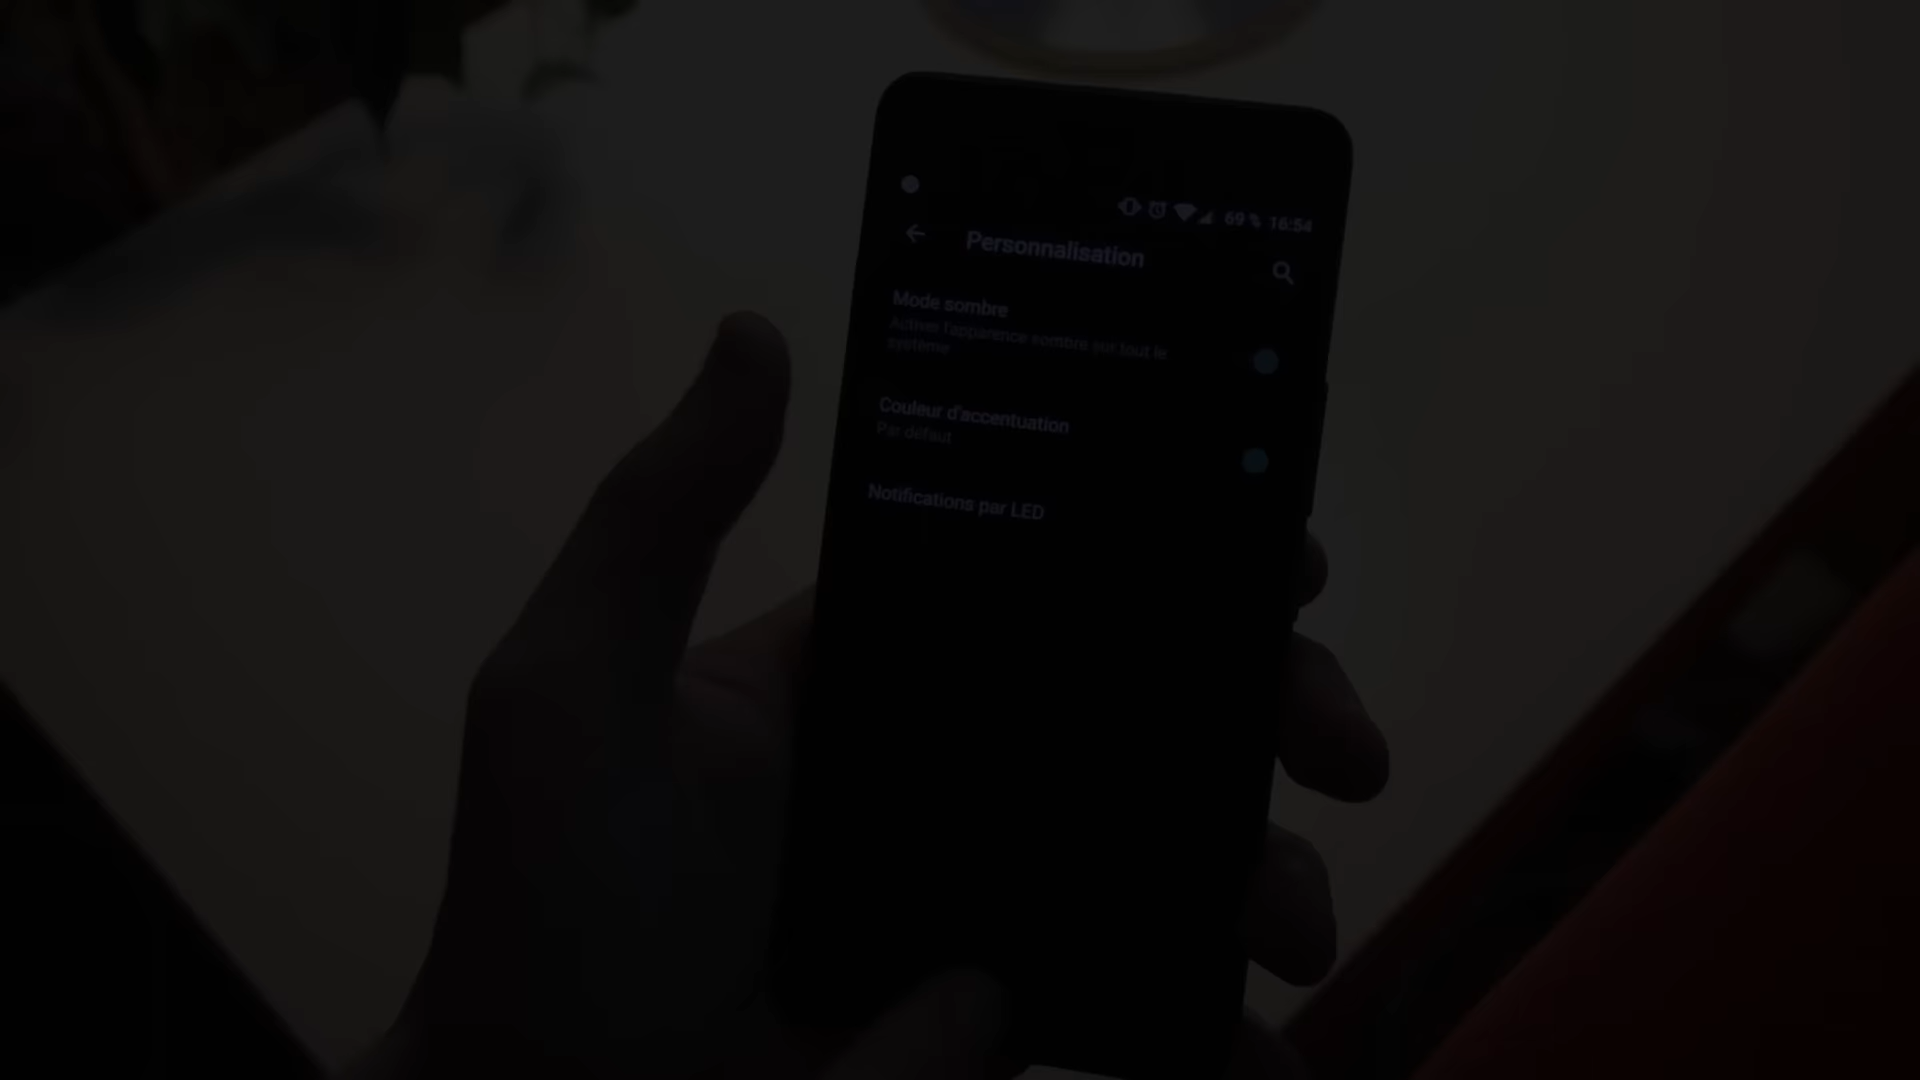 69 % 16:54
Personnalisation
Mode sombre
Activer l'apparence sombre sur tout le
système
Couleur d'accentuation
Par défaut
Notifications par LED